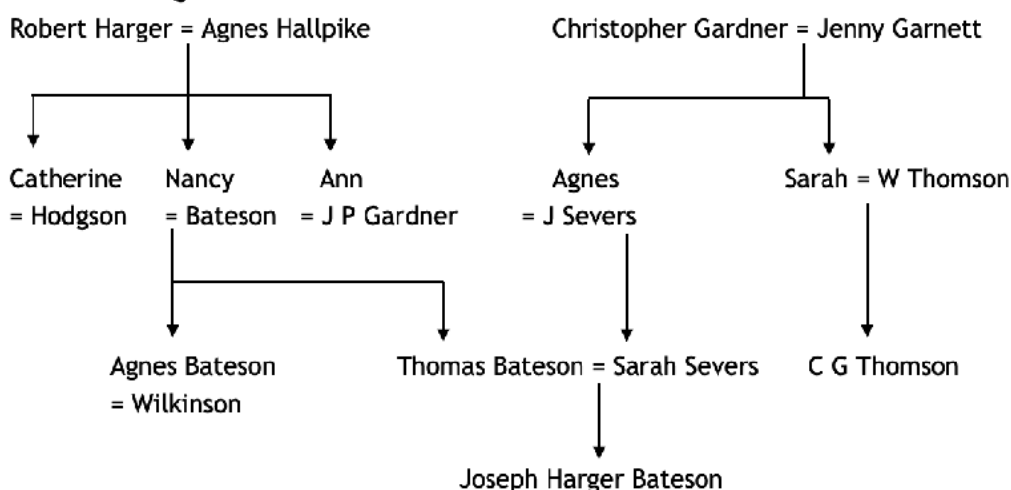 Robert Harger = Agnes Hallpike
Christopher Gardner = Jenny Garnett
Catherine
= Hodgson
Nancy
= Bateson
Ann
= J P Gardner
Agnes
= J Severs
Sarah = W Thomson
Agnes Bateson
= Wilkinson
Thomas Bateson = Sarah Severs
C G Thomson
Joseph Harger Bateson